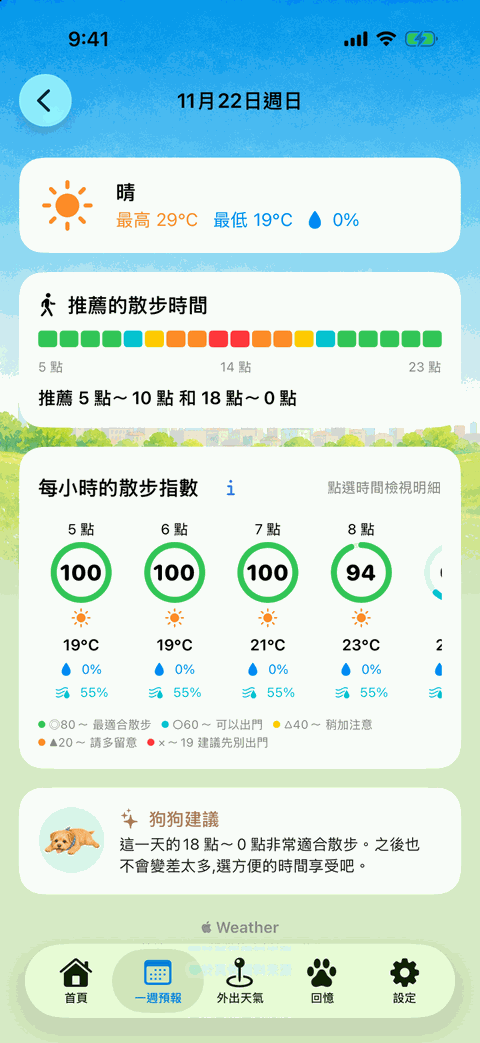 9:41
11月22日週日
晴
最高 29°C 最低 19°C 0%
推薦的散步時間
5 點 14 點 23 點
推薦 5 點～10 點 和 18 點～0 點
每小時的散步指數 i 點選時間檢視明細
5 點 6 點 7 點 8 點
100 100 100 94
19°C 19°C 21°C 23°C
0% 0% 0% 0%
55% 55% 55% 55%
◎80～ 最適合散步 ○60～ 可以出門 △40～ 稍加注意
▲20～ 請多留意 ×～19 建議先別出門
狗狗建議
這一天的18 點～0 點非常適合散步。之後也
不會變差太多,選方便的時間享受吧。
Weather
首頁 一週預報 外出天氣 回憶 設定